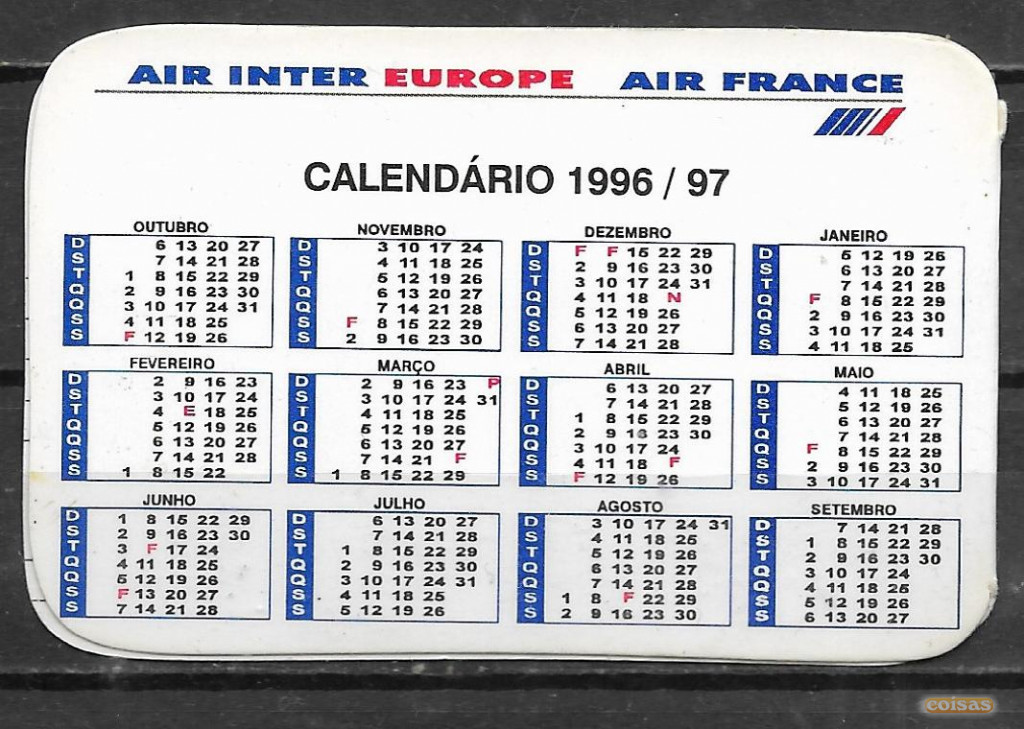 AIR INTER EUROPE AIR FRANCE
CALENDÁRIO 1996 / 97
OUTUBRO
D 6 13 20 27
S 7 14 21 28
T 1 8 15 22 29
Q 2 9 16 23 30
Q 3 10 17 24 31
S 4 11 18 25
S F 12 19 26
NOVEMBRO
D 3 10 17 24
S 4 11 18 25
T 5 12 19 26
Q 6 13 20 27
Q 7 14 21 28
S F 8 15 22 29
S 2 9 16 23 30
DEZEMBRO
D F F 15 22 29
S 2 9 16 23 30
T 3 10 17 24 31
Q 4 11 18 N
Q 5 12 19 26
S 6 13 20 27
S 7 14 21 28
JANEIRO
D 5 12 19 26
S 6 13 20 27
T 7 14 21 28
Q F 8 15 22 29
Q 2 9 16 23 30
S 3 10 17 24 31
S 4 11 18 25
FEVEREIRO
D 2 9 16 23
S 3 10 17 24
T 4 E 18 25
Q 5 12 19 26
Q 6 13 20 27
S 7 14 21 28
S 1 8 15 22
MARÇO
D 2 9 16 23 P
S 3 10 17 24 31
T 4 11 18 25
Q 5 12 19 26
Q 6 13 20 27
S 7 14 21 F
S 1 8 15 22 29
ABRIL
D 6 13 20 27
S 7 14 21 28
T 1 8 15 22 29
Q 2 9 16 23 30
Q 3 10 17 24
S 4 11 18 F
S F 12 19 26
MAIO
D 4 11 18 25
S 5 12 19 26
T 6 13 20 27
Q 7 14 21 28
Q F 8 15 22 29
S 2 9 16 23 30
S 3 10 17 24 31
JUNHO
D 1 8 15 22 29
S 2 9 16 23 30
T 3 F 17 24
Q 4 11 18 25
Q 5 12 19 26
S F 13 20 27
S 7 14 21 28
JULHO
D 6 13 20 27
S 7 14 21 28
T 1 8 15 22 29
Q 2 9 16 23 30
Q 3 10 17 24 31
S 4 11 18 25
S 5 12 19 26
AGOSTO
D 3 10 17 24 31
S 4 11 18 25
T 5 12 19 26
Q 6 13 20 27
Q 7 14 21 28
S 1 8 F 22 29
S 2 9 16 23 30
SETEMBRO
D 7 14 21 28
S 1 8 15 22 29
T 2 9 16 23 30
Q 3 10 17 24
Q 4 11 18 25
S 5 12 19 26
S 6 13 20 27
coisas